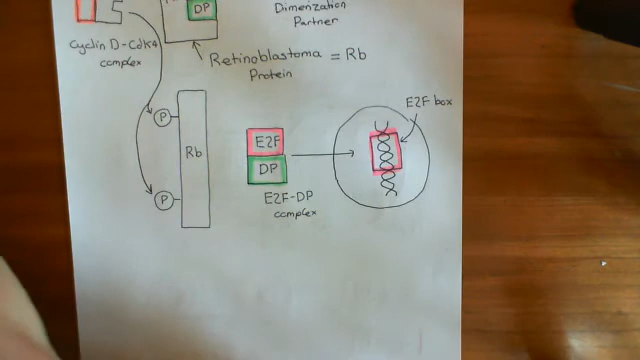 DP
Dimerization
Partner
Cyclin D-Cdk4
complex
Retinoblastoma = Rb
Protein
E2F box
P
Rb
E2F
DP
P
E2F-DP
complex